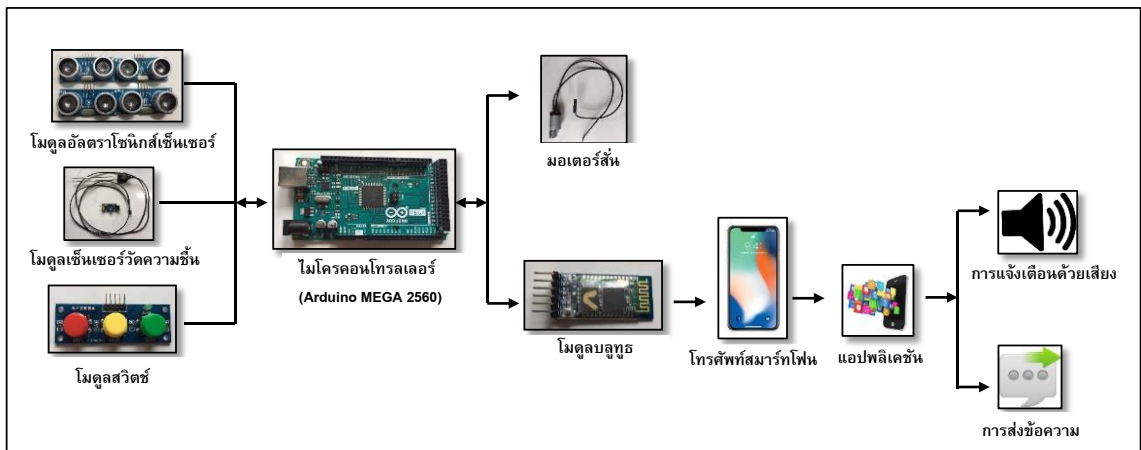 โมดูลอัลตราโซนิกส์เซ็นเซอร์
โมดูลเซ็นเซอร์วัดความชื้น
โมดูลสวิตช์
ไมโครคอนโทรลเลอร์
(Arduino MEGA 2560)
มอเตอร์สั่น
โมดูลบลูทูธ
โทรศัพท์สมาร์ทโฟน
แอปพลิเคชัน
การแจ้งเตือนด้วยเสียง
การส่งข้อความ